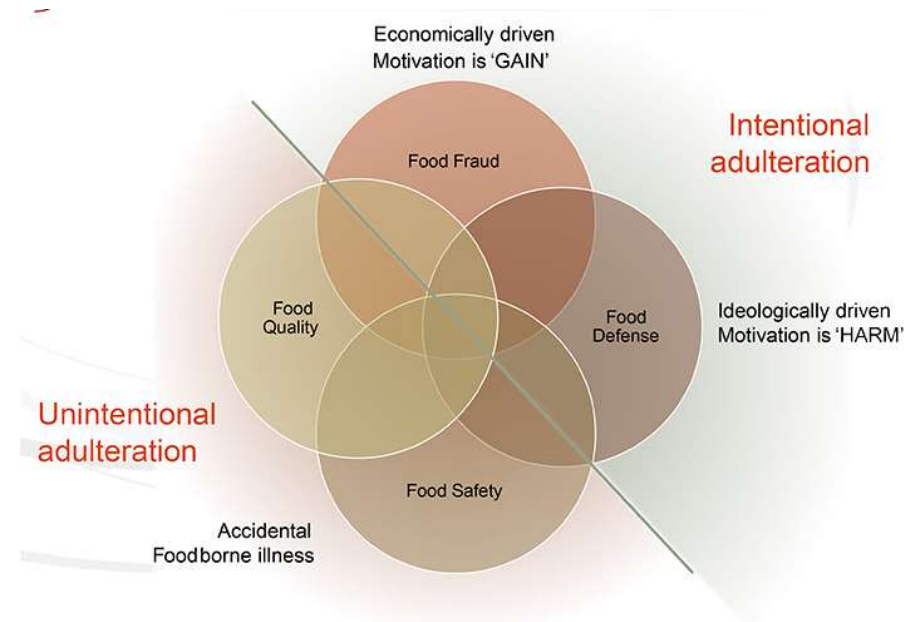 Economically driven
Motivation is ‘GAIN’
Intentional
adulteration
Food Fraud
Food
Quality
Food
Defense
Ideologically driven
Motivation is ‘HARM’
Unintentional
adulteration
Food Safety
Accidental
Foodborne illness